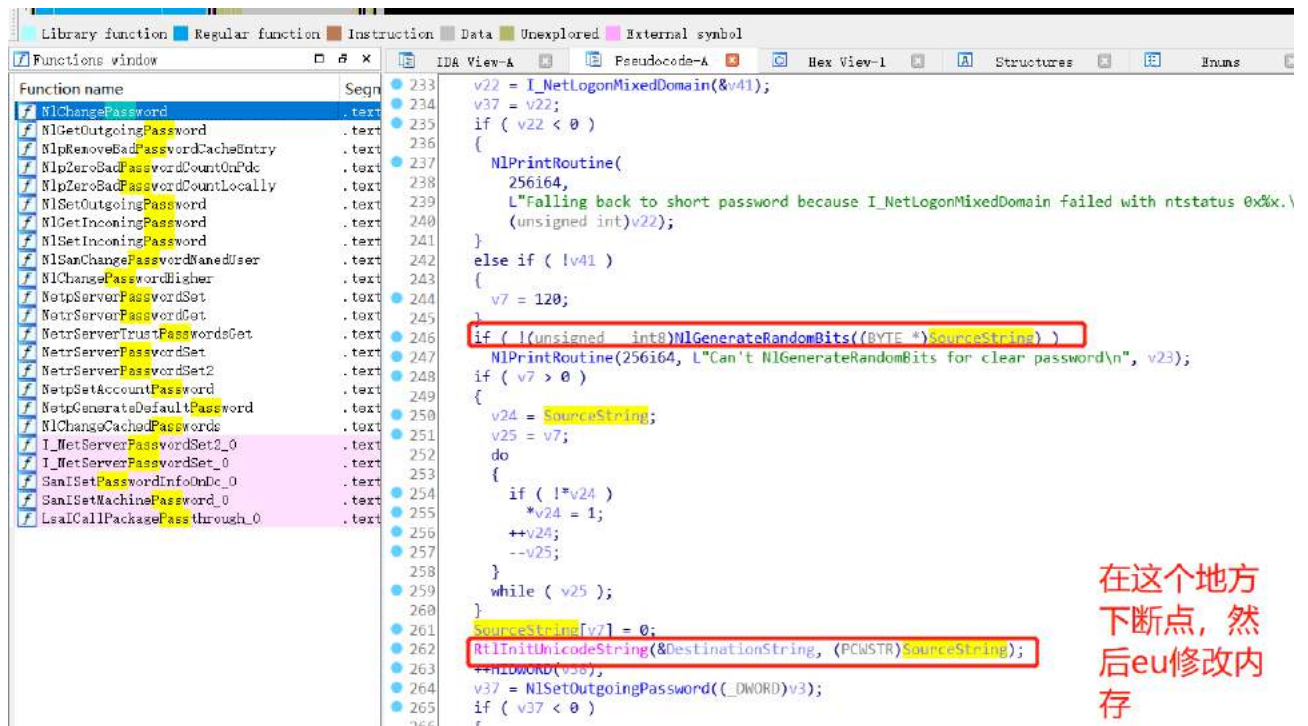 Library function Regular function Instruction Data Unexplored External symbol
Functions window
IDA View-A Pseudocode-A Hex View-1 Structures Enums
Function name Segn
NlChangePassword .text
NlGetOutgoingPassword .text
NlpRemoveBadPasswordCacheEntry .text
NlpZeroBadPasswordCountOnPdc .text
NlpZeroBadPasswordCountLocally .text
NlSetOutgoingPassword .text
NlGetIncomingPassword .text
NlSetIncomingPassword .text
NlSamChangePasswordNamedUser .text
NlChangePasswordHigher .text
NetpServerPasswordSet .text
NetrServerPasswordGet .text
NetrServerTrustPasswordsGet .text
NetrServerPasswordSet .text
NetrServerPasswordSet2 .text
NetpSetAccountPassword .text
NetpGenerateDefaultPassword .text
NlChangeCachedPasswords .text
I_NetServerPasswordSet2_0 .text
I_NetServerPasswordSet_0 .text
SamISetPasswordInfoOnDc_0 .text
SamISetMachinePassword_0 .text
LsaICallPackagePassthrough_0 .text
233 v22 = I_NetLogonMixedDomain(&v41);
234 v37 = v22;
235 if ( v22 < 0 )
236 {
237 NlPrintRoutine(
238 256i64,
239 L"Falling back to short password because I_NetLogonMixedDomain failed with ntstatus 0x%x.\
240 (unsigned int)v22);
241 }
242 else if ( !v41 )
243 {
244 v7 = 120;
245 }
246 if ( !(unsigned __int8)NlGenerateRandomBits((BYTE *)SourceString) )
247 NlPrintRoutine(256i64, L"Can't NlGenerateRandomBits for clear password\n", v23);
248 if ( v7 > 0 )
249 {
250 v24 = SourceString;
251 v25 = v7;
252 do
253 {
254 if ( !*v24 )
255 *v24 = 1;
256 ++v24;
257 --v25;
258 }
259 while ( v25 );
260 }
261 SourceString[v7] = 0;
262 RtlInitUnicodeString(&DestinationString, (PCWSTR)SourceString);
263 ++HIDWORD(v38);
264 v37 = NlSetOutgoingPassword((_DWORD)v3);
265 if ( v37 < 0 )
266 {
在这个地方
下断点，然
后eu修改内
存